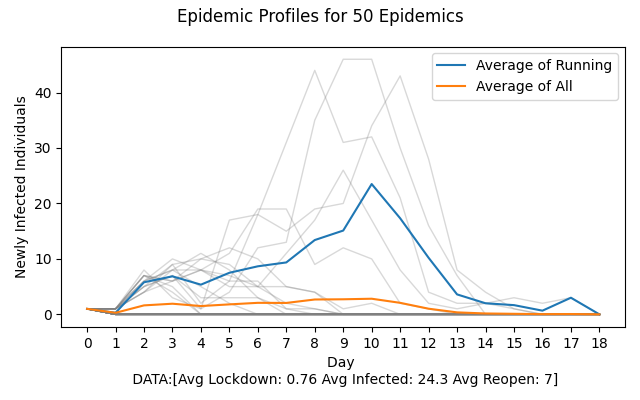 Epidemic Profiles for 50 Epidemics
Average of Running
Average of All
Newly Infected Individuals
40
30
20
10
0
0 1 2 3 4 5 6 7 8 9 10 11 12 13 14 15 16 17 18
Day
DATA:[Avg Lockdown: 0.76 Avg Infected: 24.3 Avg Reopen: 7]